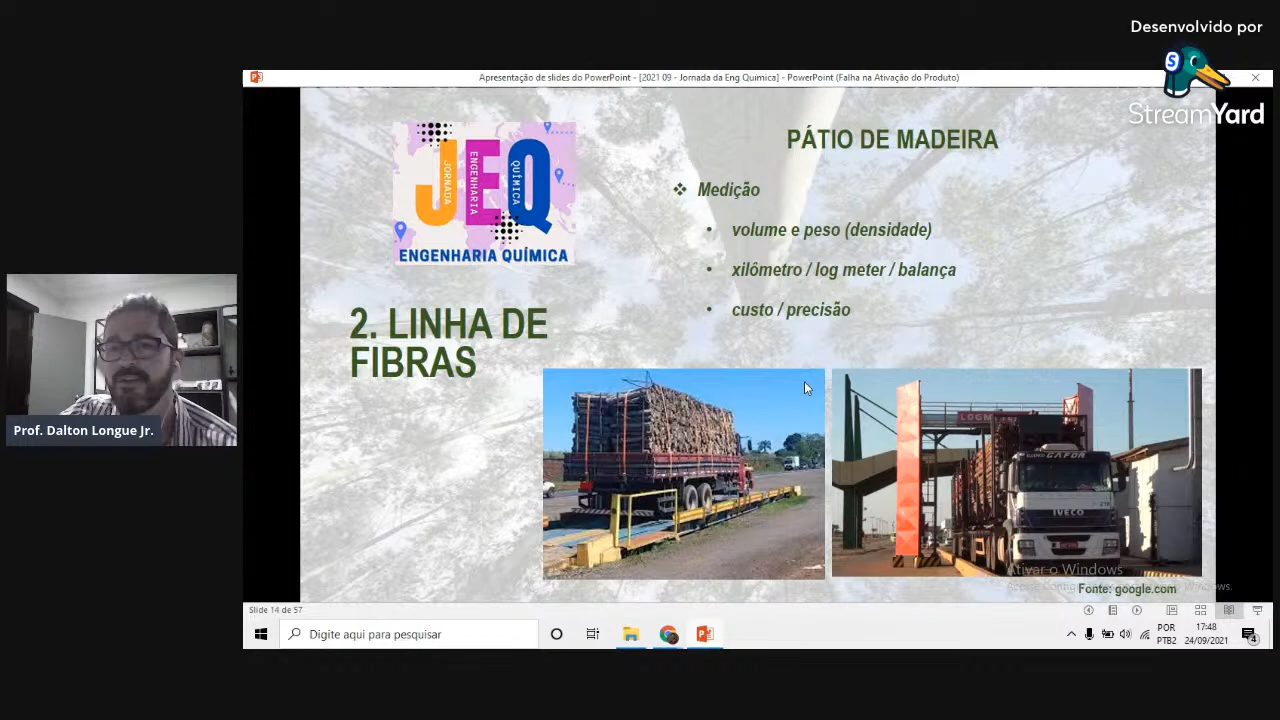 Desenvolvido por
StreamYard
Apresentação de slides do PowerPoint - [2021 09 - Jornada da Eng Química] - PowerPoint (Falha na Ativação do Produto)
JORNADA
ENGENHARIA
QUÍMICA
JEQ
ENGENHARIA QUÍMICA
2. LINHA DE
FIBRAS
PÁTIO DE MADEIRA
❖ Medição
• volume e peso (densidade)
• xilômetro / log meter / balança
• custo / precisão
IVECO
Ativar o Windows
Fonte: google.com
Prof. Dalton Longue Jr.
Slide 14 de 57
Digite aqui para pesquisar
POR
PTB2
17:48
24/09/2021
4